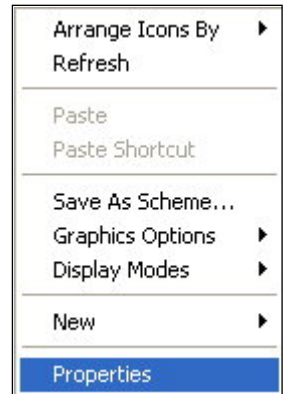 Arrange Icons By
Refresh
Paste
Paste Shortcut
Save As Scheme...
Graphics Options
Display Modes
New
Properties